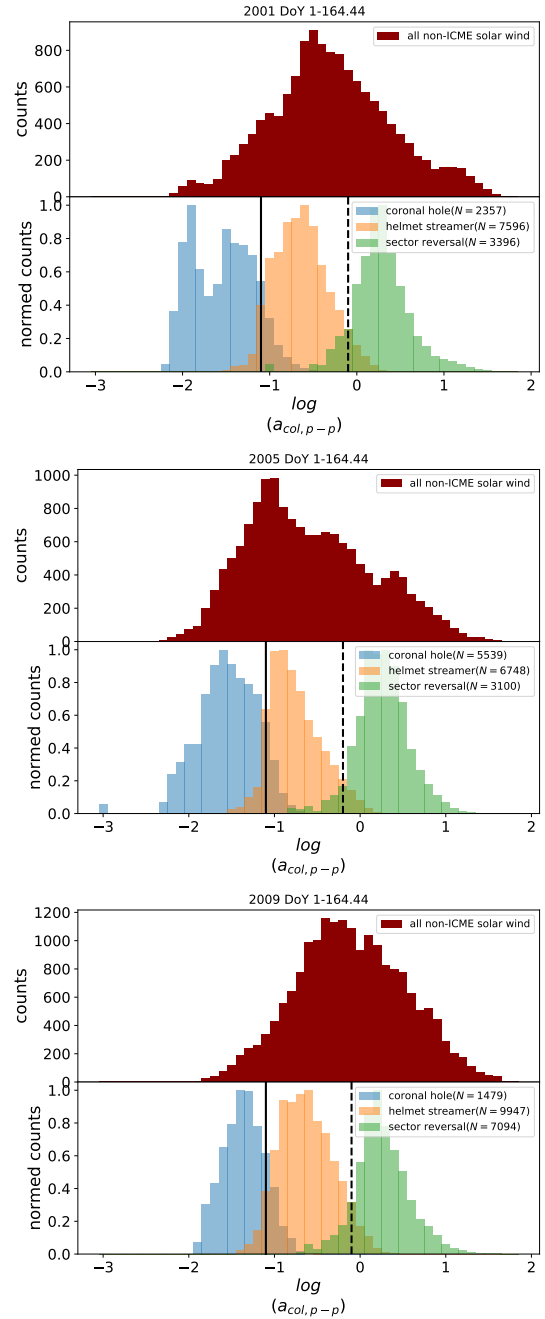 2001 DoY 1-164.44
800
600
400
200
0
counts
all non-ICME solar wind
1.0
0.8
0.6
0.4
0.2
0.0
normed counts
coronal hole(N = 2357)
helmet streamer(N = 7596)
sector reversal(N = 3396)
−3 −2 −1 0 1 2
log
(a_{col, p−p})
2005 DoY 1-164.44
1000
800
600
400
200
0
counts
all non-ICME solar wind
1.0
0.8
0.6
0.4
0.2
0.0
normed counts
coronal hole(N = 5539)
helmet streamer(N = 6748)
sector reversal(N = 3100)
−3 −2 −1 0 1 2
log
(a_{col, p−p})
2009 DoY 1-164.44
1200
1000
800
600
400
200
0
counts
all non-ICME solar wind
1.0
0.8
0.6
0.4
0.2
0.0
normed counts
coronal hole(N = 1479)
helmet streamer(N = 9947)
sector reversal(N = 7094)
−3 −2 −1 0 1 2
log
(a_{col, p−p})